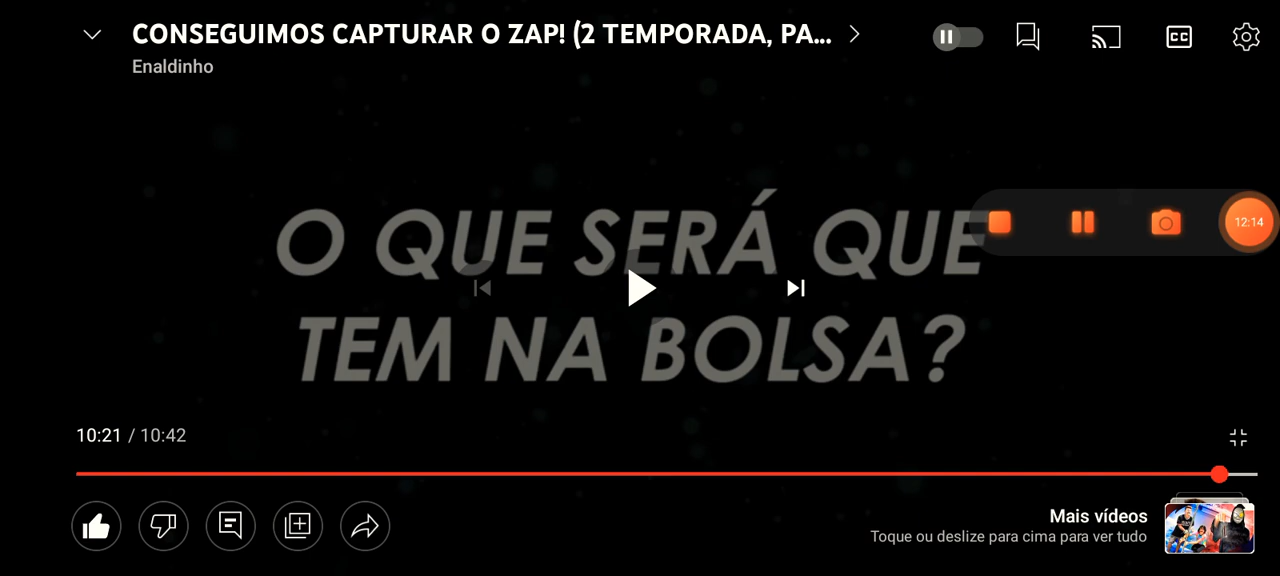 CONSEGUIMOS CAPTURAR O ZAP! (2 TEMPORADA, PA...
Enaldinho
CC
12:14
O QUE SERÁ QUE
TEM NA BOLSA?
10:21 / 10:42
Mais vídeos
Toque ou deslize para cima para ver tudo